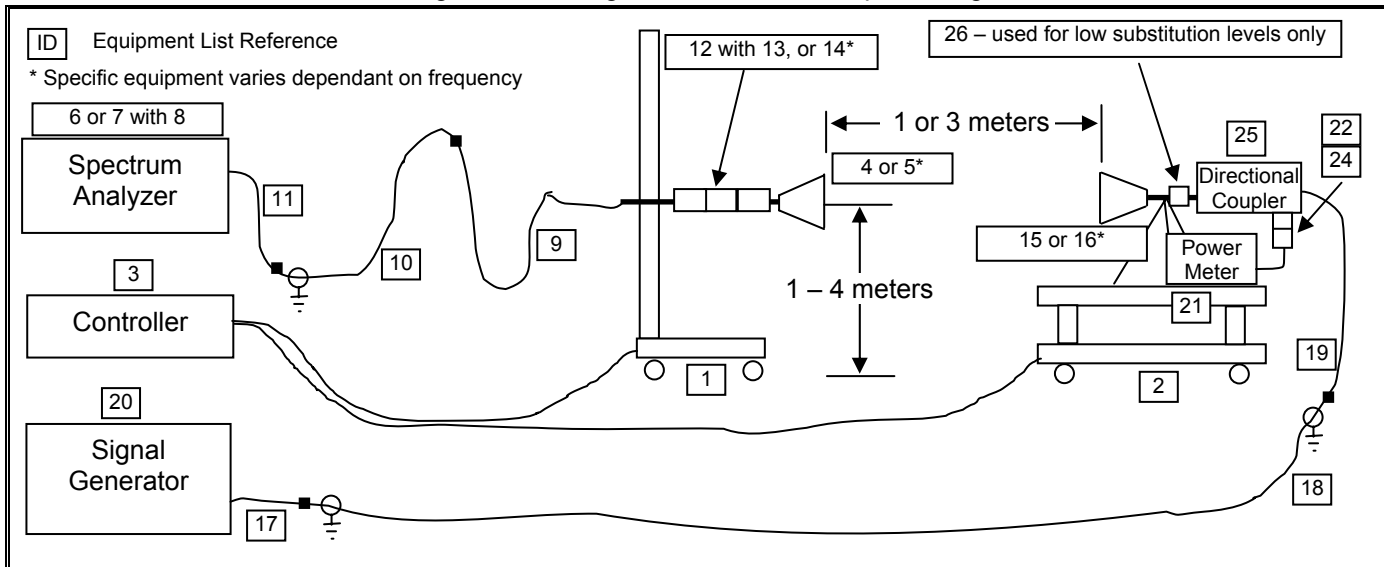 ID Equipment List Reference
* Specific equipment varies dependant on frequency
12 with 13, or 14*
26 – used for low substitution levels only
6 or 7 with 8
Spectrum
Analyzer
11
10
9
4 or 5*
1 or 3 meters
25
22
24
Directional
Coupler
15 or 16*
Power
Meter
21
1 – 4 meters
3
Controller
1
2
19
20
Signal
Generator
17
18